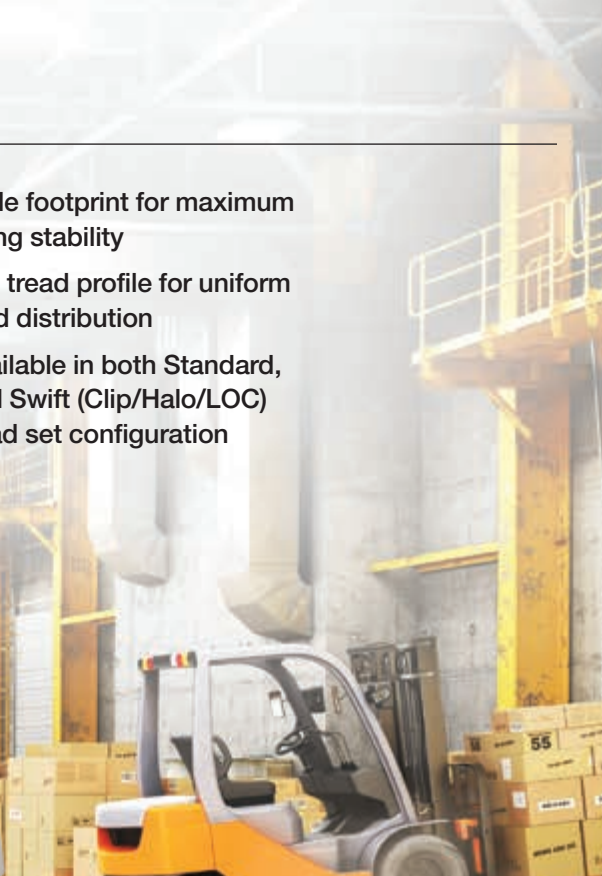 le footprint for maximum
ng stability
tread profile for uniform
d distribution
ilable in both Standard,
l Swift (Clip/Halo/LOC)
ad set configuration
55